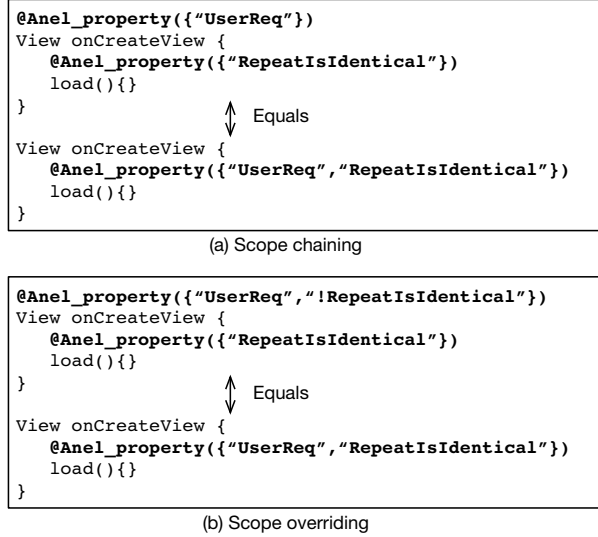 @Anel_property({“UserReq”})
View onCreateView {
@Anel_property({“RepeatIsIdentical”})
load(){}
}
Equals
View onCreateView {
@Anel_property({“UserReq”,“RepeatIsIdentical”})
load(){}
}
(a) Scope chaining
@Anel_property({“UserReq”,“!RepeatIsIdentical”})
View onCreateView {
@Anel_property({“RepeatIsIdentical”})
load(){}
}
Equals
View onCreateView {
@Anel_property({“UserReq”,“RepeatIsIdentical”})
load(){}
}
(b) Scope overriding